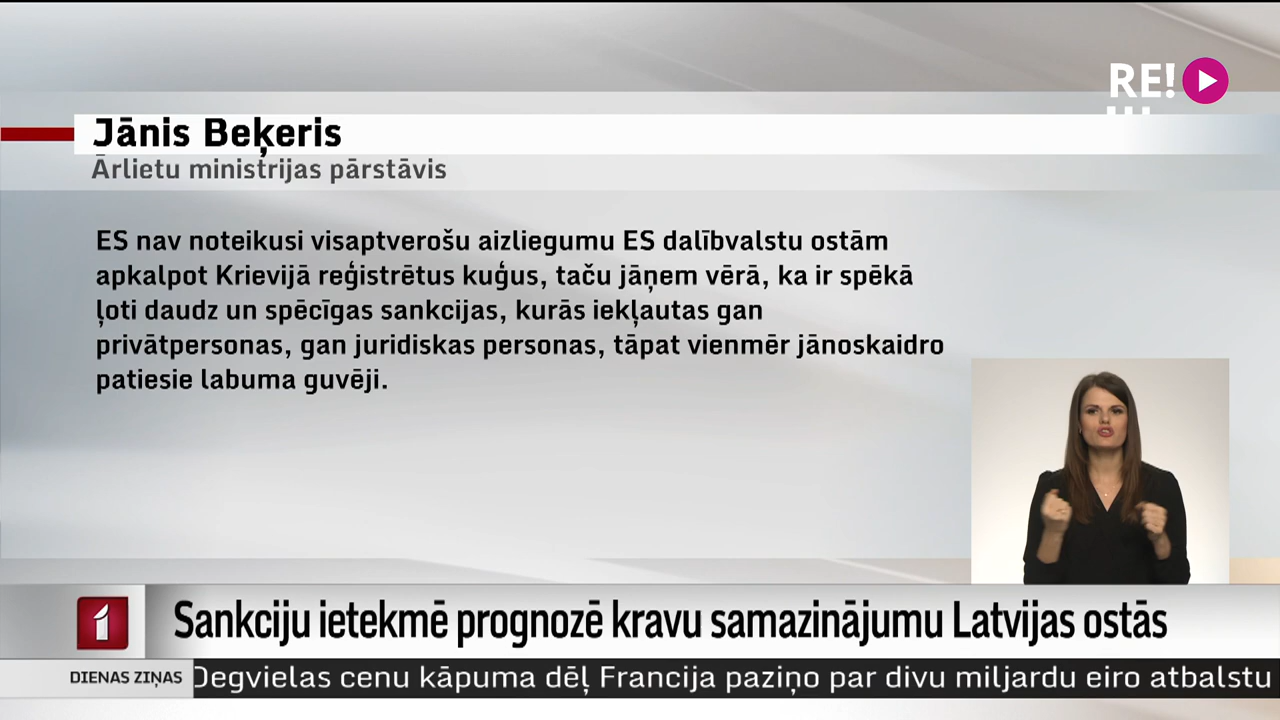 RE!
Jānis Beķeris
Ārlietu ministrijas pārstāvis
ES nav noteikusi visaptverošu aizliegumu ES dalībvalstu ostām
apkalpot Krievijā reģistrētus kuģus, taču jāņem vērā, ka ir spēkā
ļoti daudz un spēcīgas sankcijas, kurās iekļautas gan
privātpersonas, gan juridiskas personas, tāpat vienmēr jānoskaidro
patiesie labuma guvēji.
1 Sankciju ietekmē prognozē kravu samazinājumu Latvijas ostās
DIENAS ZIŅAS Degvielas cenu kāpuma dēļ Francija paziņo par divu miljardu eiro atbalstu